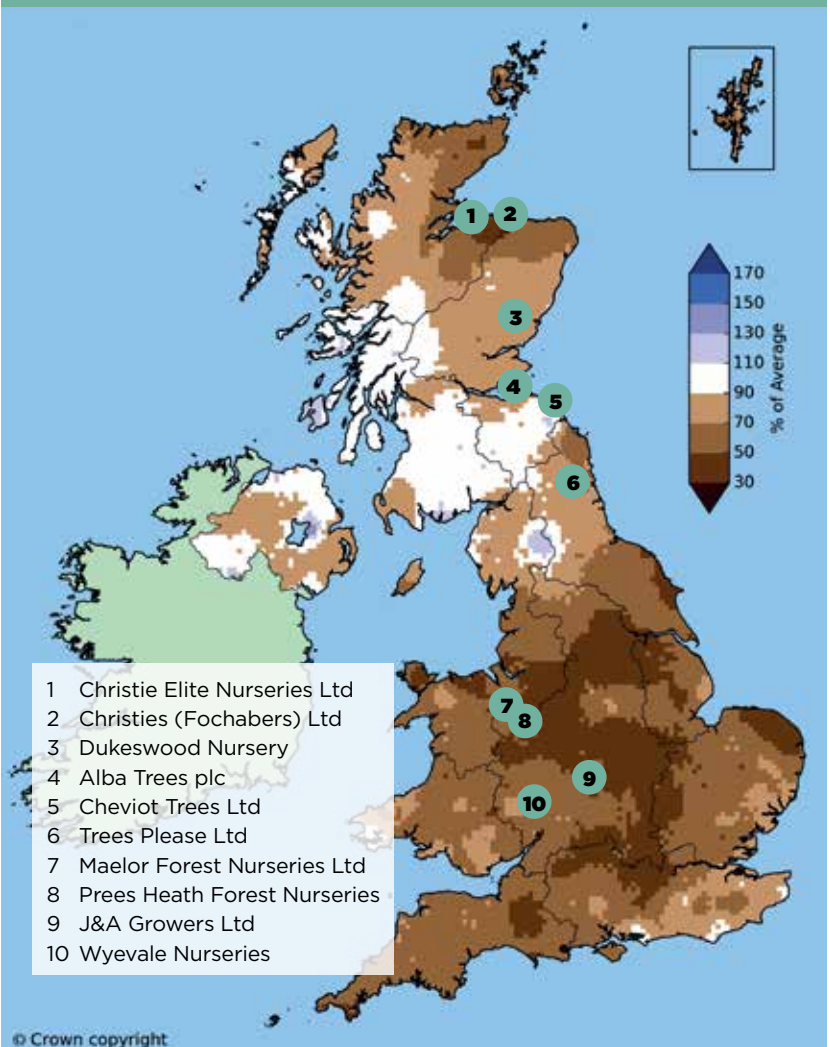 1
2
3
4
5
6
7
8
9
10
170
150
130
110
90
70
50
30
% of Average
1 Christie Elite Nurseries Ltd
2 Christies (Fochabers) Ltd
3 Dukeswood Nursery
4 Alba Trees plc
5 Cheviot Trees Ltd
6 Trees Please Ltd
7 Maelor Forest Nurseries Ltd
8 Prees Heath Forest Nurseries
9 J&A Growers Ltd
10 Wyevale Nurseries
© Crown copyright